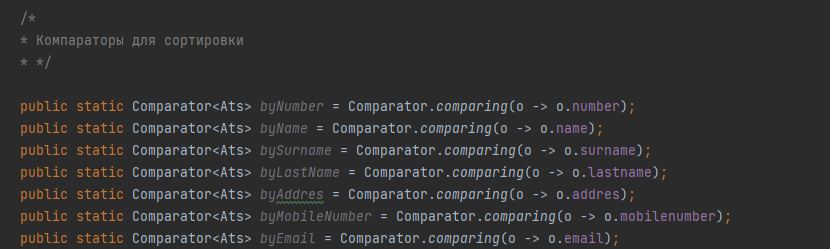 /*
* Компараторы для сортировки
* */
public static Comparator<Ats> byNumber = Comparator.comparing(o -> o.number);
public static Comparator<Ats> byName = Comparator.comparing(o -> o.name);
public static Comparator<Ats> bySurname = Comparator.comparing(o -> o.surname);
public static Comparator<Ats> byLastName = Comparator.comparing(o -> o.lastname);
public static Comparator<Ats> byAddres = Comparator.comparing(o -> o.addres);
public static Comparator<Ats> byMobileNumber = Comparator.comparing(o -> o.mobilenumber);
public static Comparator<Ats> byEmail = Comparator.comparing(o -> o.email);